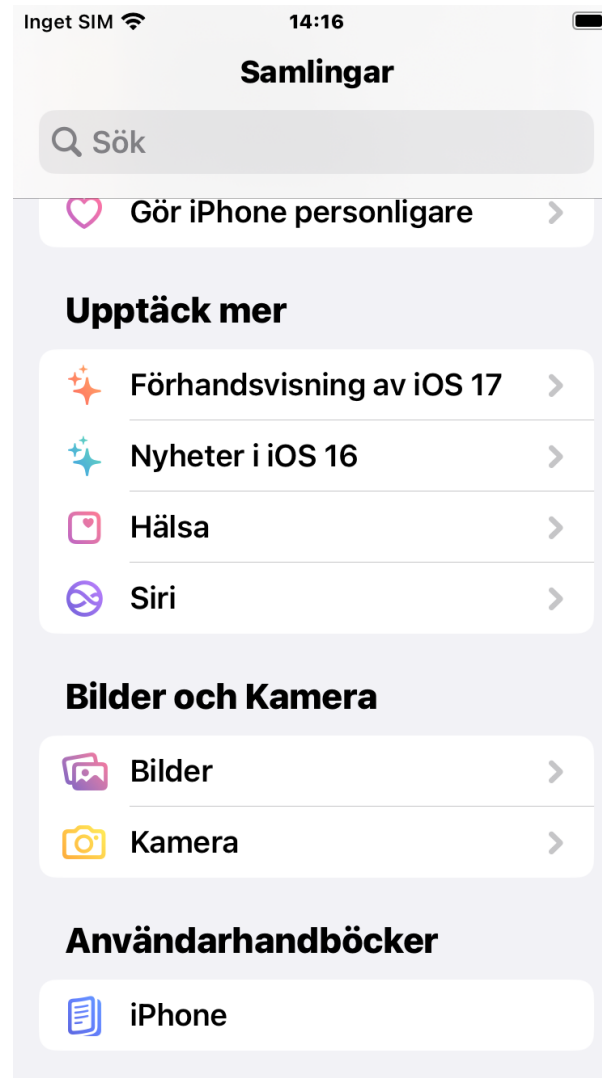 Inget SIM 14:16
Samlingar
Sök
Gör iPhone personligare
Upptäck mer
Förhandsvisning av iOS 17
Nyheter i iOS 16
Hälsa
Siri
Bilder och Kamera
Bilder
Kamera
Användarhandböcker
iPhone